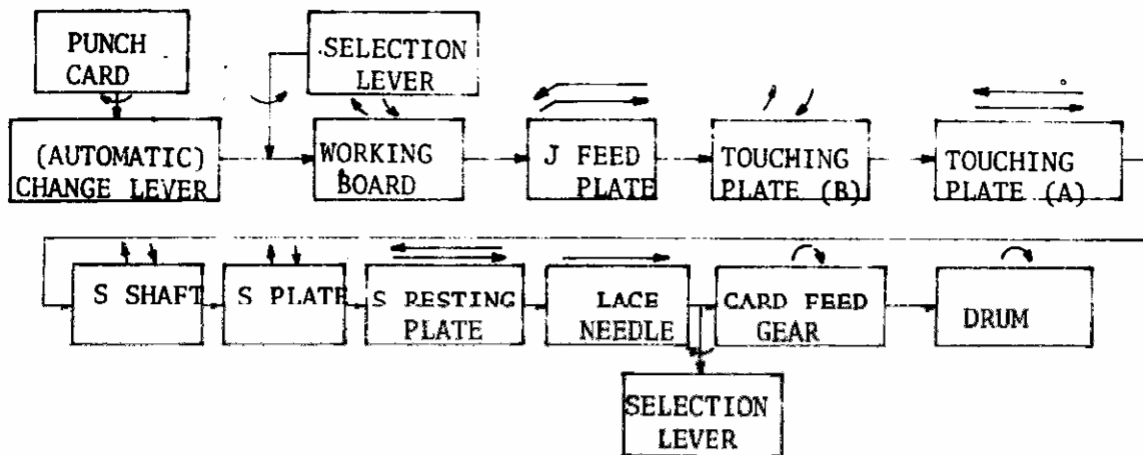 PUNCH
CARD
SELECTION
LEVER
(AUTOMATIC)
CHANGE LEVER
WORKING
BOARD
J FEED
PLATE
TOUCHING
PLATE (B)
TOUCHING
PLATE (A)
S SHAFT
S PLATE
S RESTING
PLATE
LACE
NEEDLE
CARD FEED
GEAR
DRUM
SELECTION
LEVER